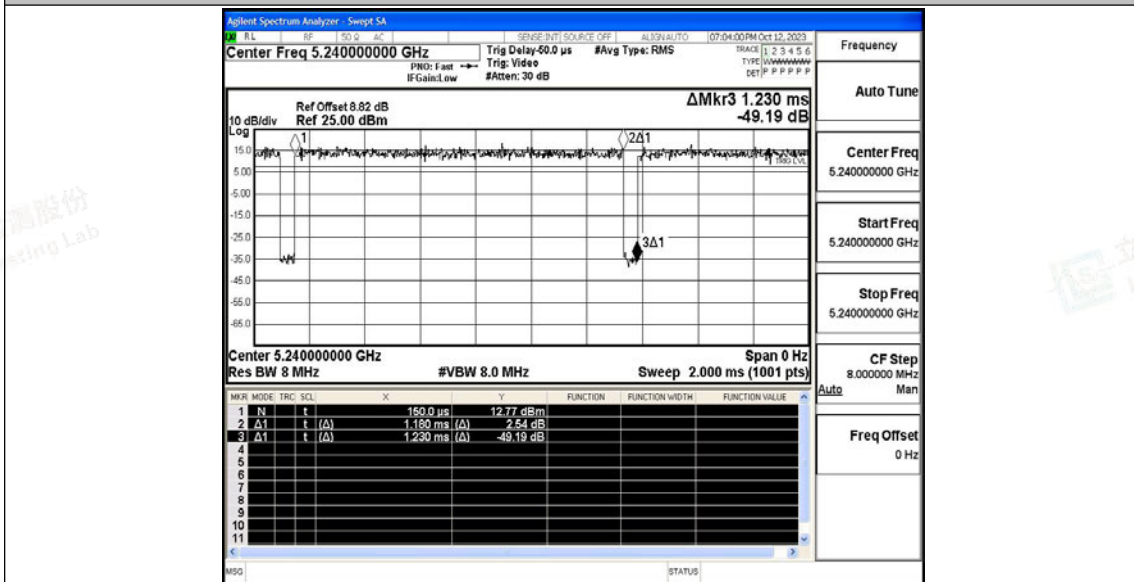 Agilent Spectrum Analyzer - Swept SA
RL RF 50 Ω AC SENSE:INT SOURCE OFF ALIGN AUTO 07:04:00 PM Oct 12, 2023
Center Freq 5.240000000 GHz
PNO: Fast
IFGain:Low
Trig Delay-50.0 µs
Trig: Video
#Atten: 30 dB
#Avg Type: RMS
TRACE 1 2 3 4 5 6
TYPE
DET P P P P P P
Frequency
Auto Tune
Center Freq
5.240000000 GHz
Start Freq
5.240000000 GHz
Stop Freq
5.240000000 GHz
CF Step
8.000000 MHz
Auto Man
Freq Offset
0 Hz
ΔMkr3 1.230 ms
-49.19 dB
Ref Offset 8.82 dB
10 dB/div Ref 25.00 dBm
Log
1
2Δ1
3Δ1
TRIG LVL
15.0
5.00
-5.00
-15.0
-25.0
-35.0
-45.0
-55.0
-65.0
Center 5.240000000 GHz Span 0 Hz
Res BW 8 MHz #VBW 8.0 MHz Sweep 2.000 ms (1001 pts)
MKR MODE TRC SCL X Y FUNCTION FUNCTION WIDTH FUNCTION VALUE
1 N t 160.0 µs 12.77 dBm
2 Δ1 t (Δ) 1.180 ms (Δ) 2.54 dB
3 Δ1 t (Δ) 1.230 ms (Δ) -49.19 dB
4
5
6
7
8
9
10
11
MSG STATUS
股份
Lab
立